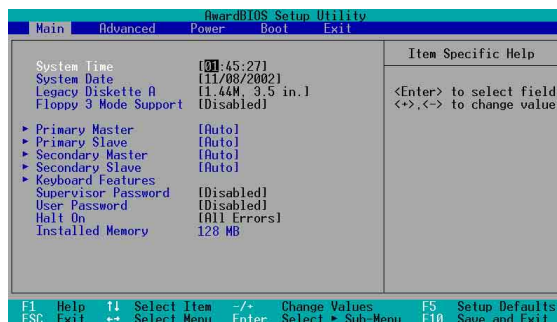 AwardBIOS Setup Utility
Main Advanced Power Boot Exit
Item Specific Help
System Time [01:45:27]
System Date [11/08/2002]
Legacy Diskette A [1.44M, 3.5 in.]
Floppy 3 Mode Support [Disabled]
<Enter> to select field
<+>,<-> to change value
▸ Primary Master [Auto]
▸ Primary Slave [Auto]
▸ Secondary Master [Auto]
▸ Secondary Slave [Auto]
▸ Keyboard Features
Supervisor Password [Disabled]
User Password [Disabled]
Halt On [All Errors]
Installed Memory 128 MB
F1 Help ↑↓ Select Item -/+ Change Values F5 Setup Defaults
ESC Exit ↔ Select Menu Enter Select ▸ Sub-Menu F10 Save and Exit